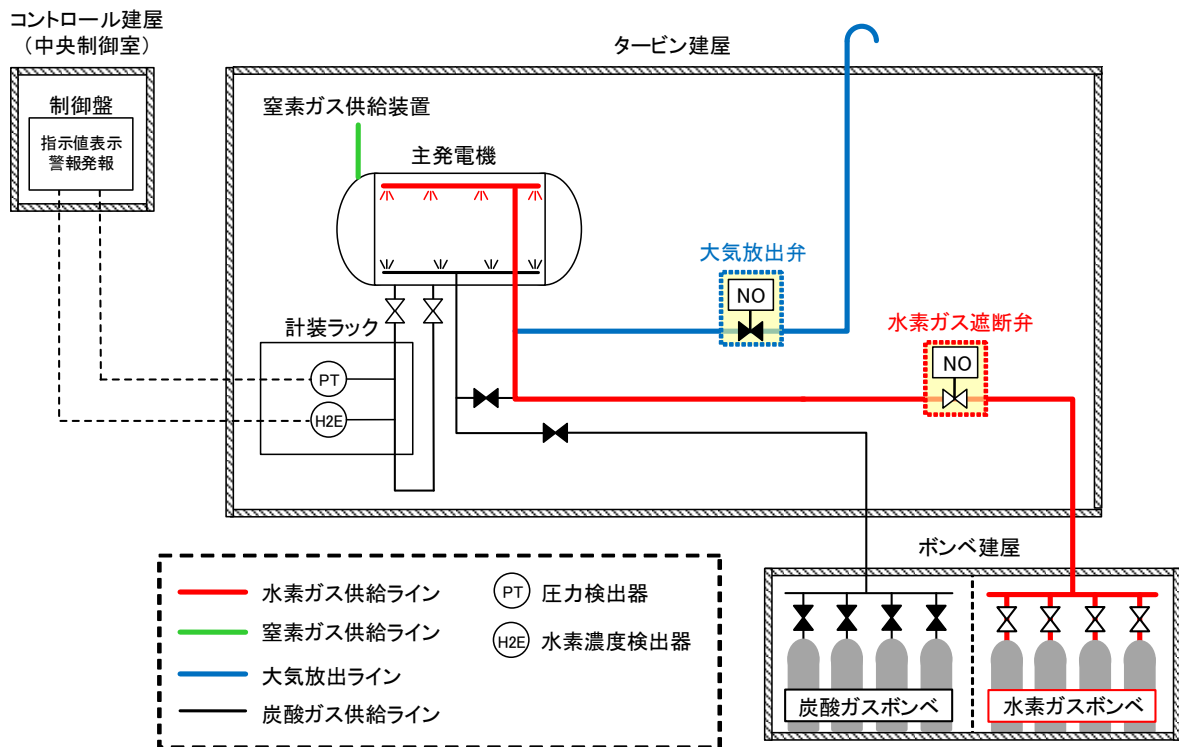 コントロール建屋
（中央制御室）
制御盤
指示値表示
警報発報
タービン建屋
窒素ガス供給装置
主発電機
大気放出弁
NO
水素ガス遮断弁
NO
計装ラック
PT
H2E
ボンベ建屋
炭酸ガスボンベ
水素ガスボンベ
水素ガス供給ライン
窒素ガス供給ライン
大気放出ライン
炭酸ガス供給ライン
PT 圧力検出器
H2E 水素濃度検出器